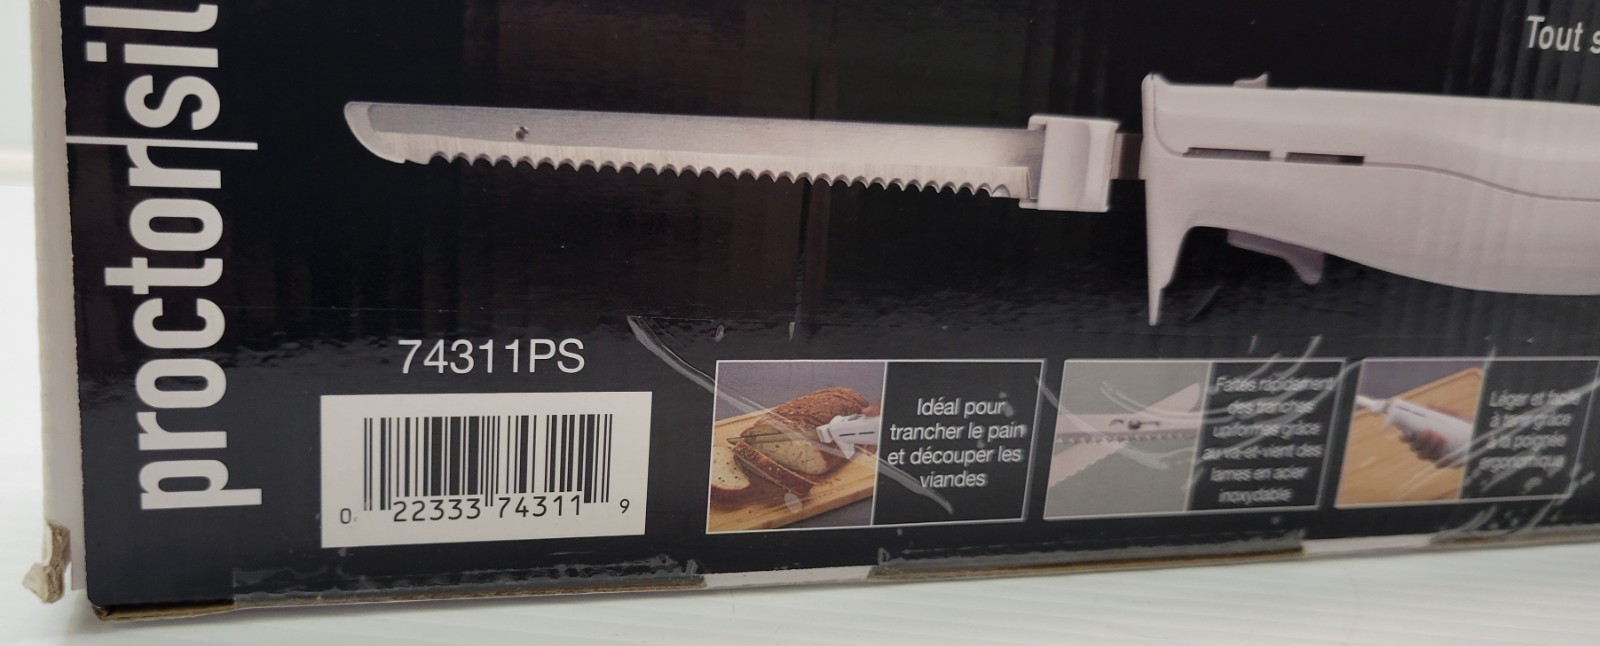 proctor sil
Tout s
74311PS
0 22333 74311 9
Idéal pour
trancher le pain
et découper les
viandes
Faites rapidement
des tranches
uniformes grâce
au va-et-vient des
lames en acier
inoxydable
Léger et facile
à tenir grâce
à la poignée
ergonomique